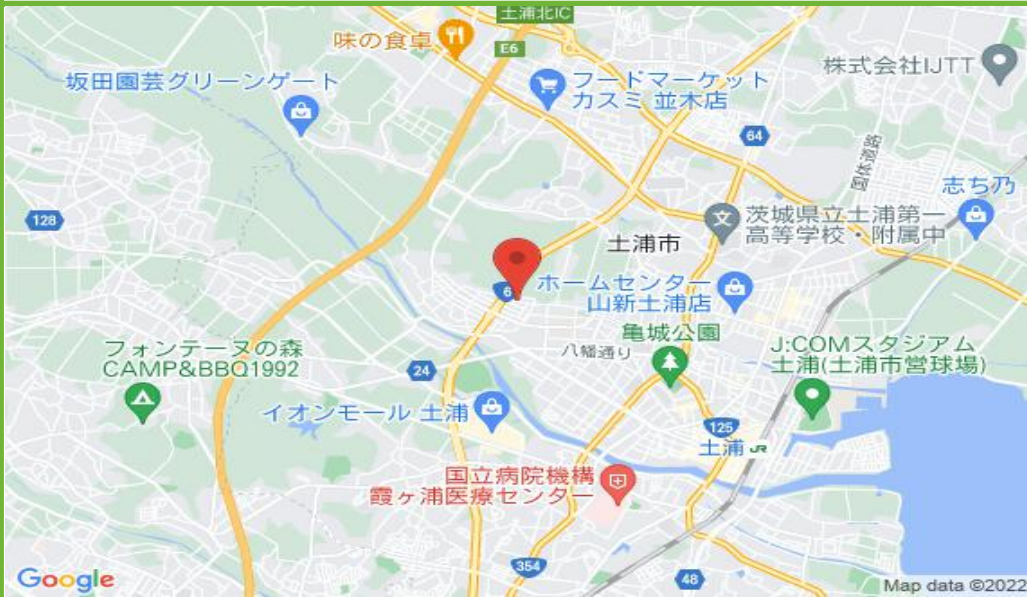 土浦北IC
味の食卓
E6
坂田園芸グリーンゲート
フードマーケット
カスミ 並木店
株式会社IJTT
64
国体道路
志ち乃
128
茨城県立土浦第一
高等学校・附属中
土浦市
6
ホームセンター
山新土浦店
亀城公園
八幡通り
フォンテーヌの森
CAMP&BBQ1992
24
J:COMスタジアム
土浦(土浦市営球場)
イオンモール 土浦
125
土浦 JR
国立病院機構
霞ヶ浦医療センター
354
48
Google
Map data ©2022